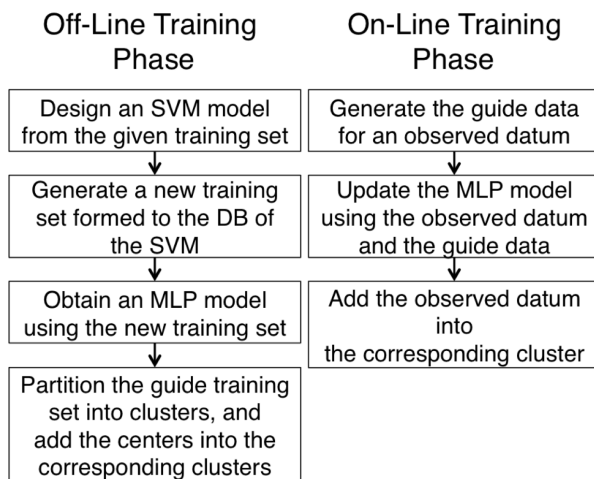 Off-Line Training
Phase
Design an SVM model
from the given training set
Generate a new training
set formed to the DB of
the SVM
Obtain an MLP model
using the new training set
Partition the guide training
set into clusters, and
add the centers into the
corresponding clusters
On-Line Training
Phase
Generate the guide data
for an observed datum
Update the MLP model
using the observed datum
and the guide data
Add the observed datum
into
the corresponding cluster